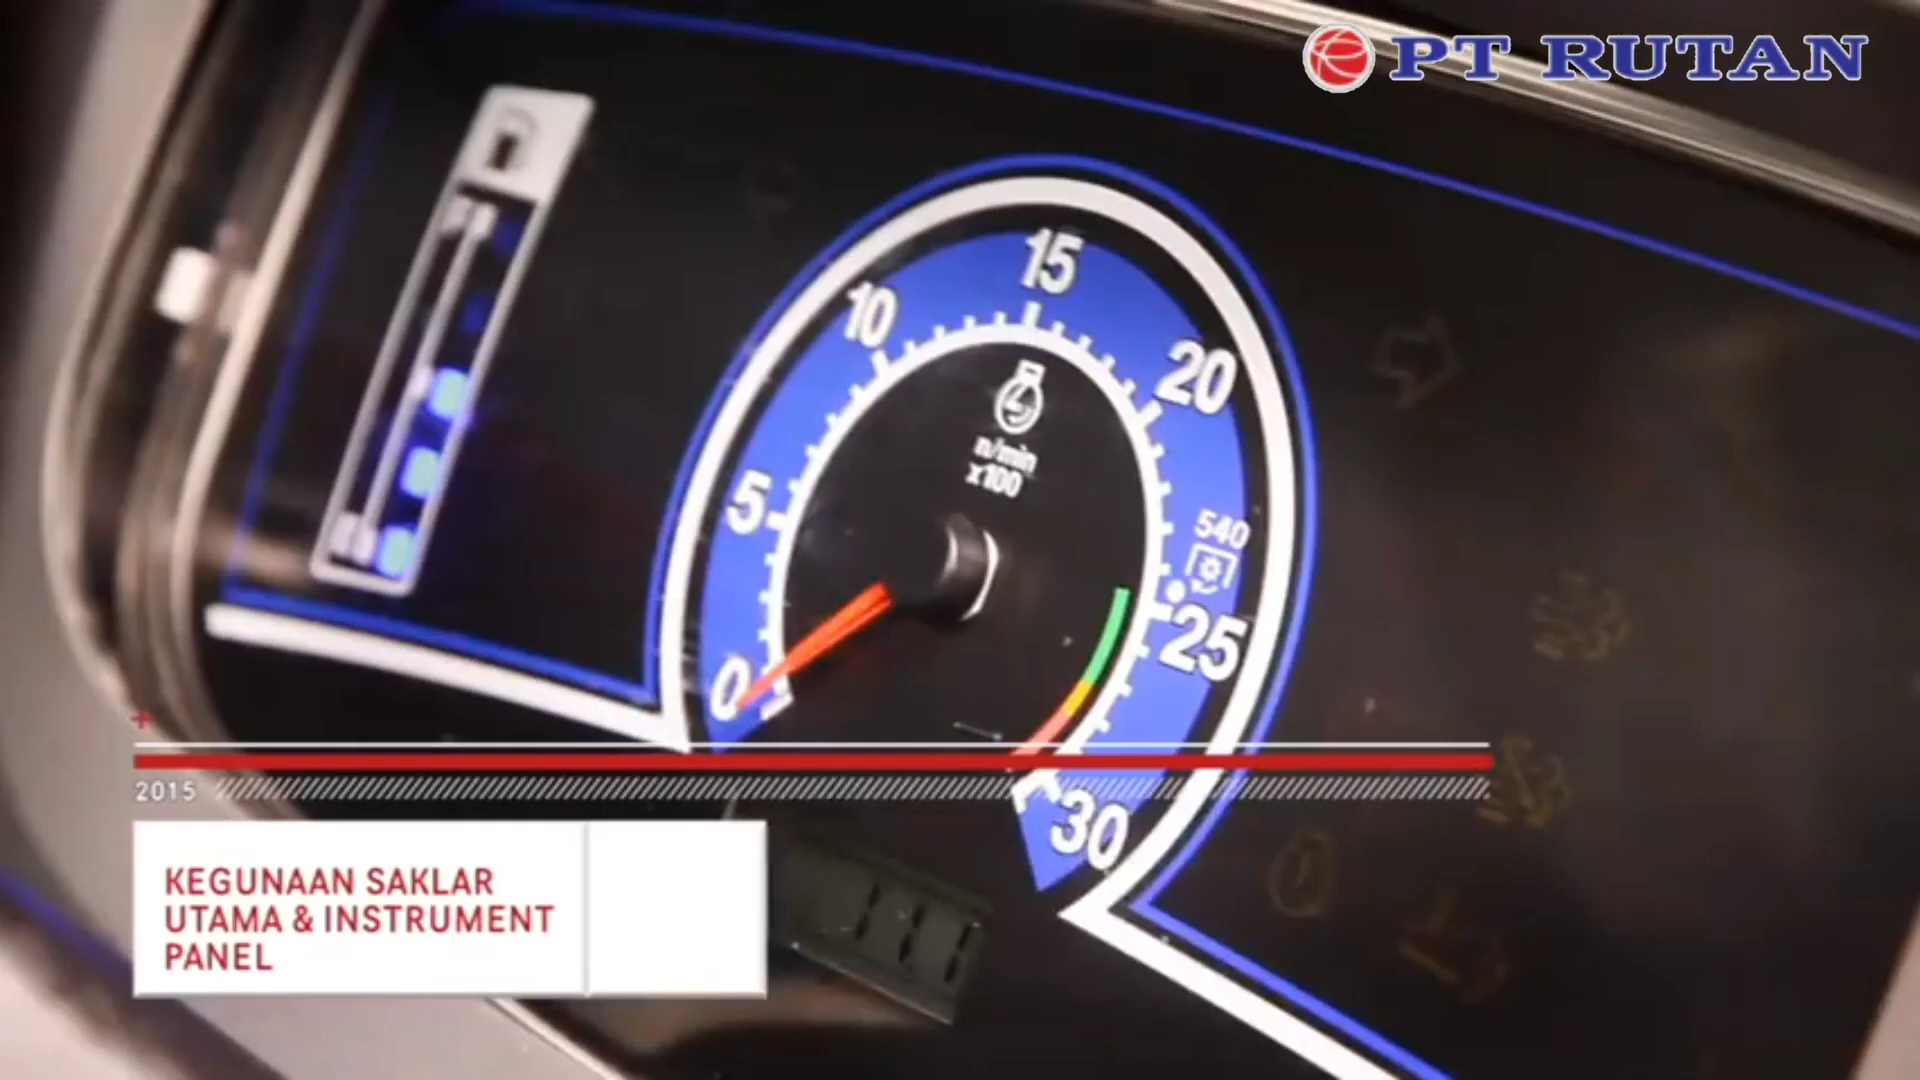 PT RUTAN
15
10
20
n/min
x100
5
540
25
0
30
2015
KEGUNAAN SAKLAR
UTAMA & INSTRUMENT
PANEL